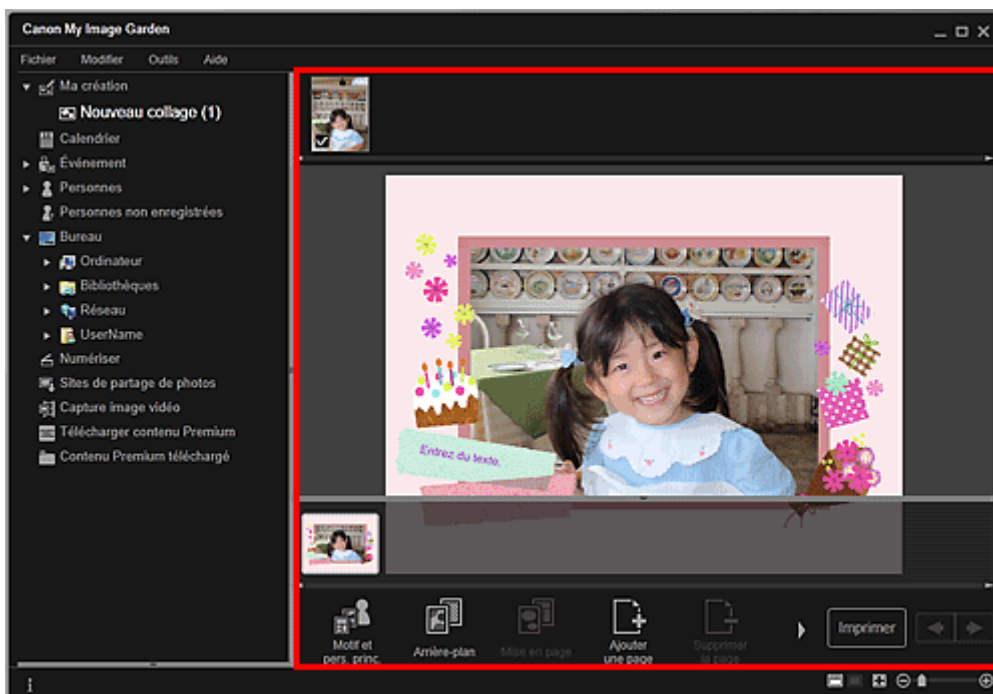 Canon My Image Garden
Fichier Modifier Outils Aide
Ma création
Nouveau collage (1)
Calendrier
Événement
Personnes
Personnes non enregistrées
Bureau
Ordinateur
Bibliothèques
Réseau
UserName
Numériser
Sites de partage de photos
Capture image vidéo
Télécharger contenu Premium
Contenu Premium téléchargé
Entrez du texte.
Motif et
pers. princ.
Arrière-plan
Mise en page
Ajouter
une page
Supprimer
la page
Imprimer